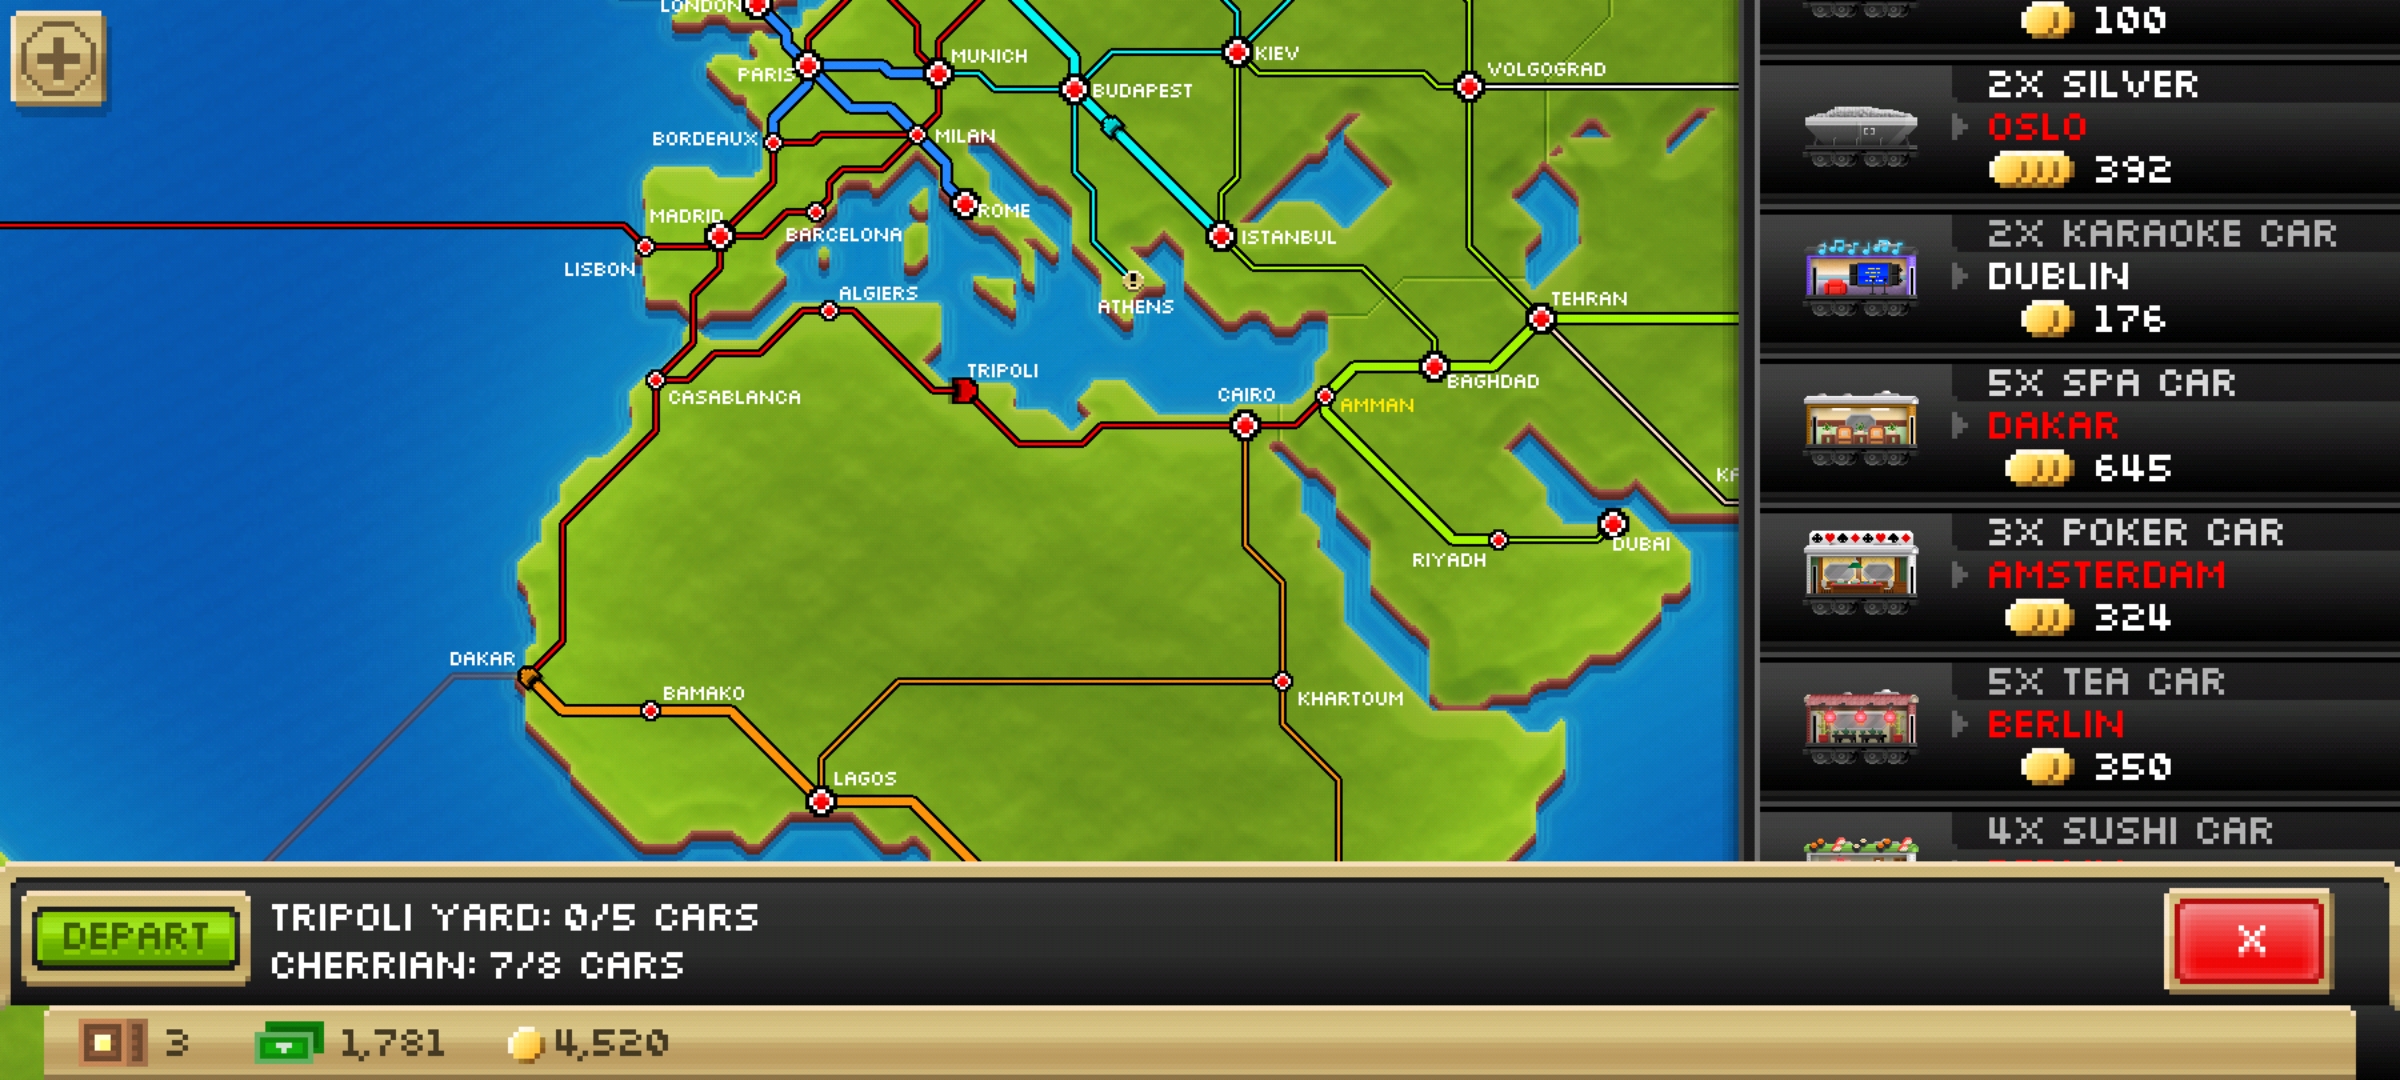 LONDON
MUNICH
KIEV
VOLGOGRAD
PARIS
BUDAPEST
BORDEAUX
MILAN
MADRID
ROME
BARCELONA
ISTANBUL
LISBON
ALGIERS
ATHENS
TEHRAN
TRIPOLI
BAGHDAD
CASABLANCA
CAIRO
AMMAN
DUBAI
RIYADH
DAKAR
BAMAKO
KHARTOUM
LAGOS
100
2X SILVER
OSLO
392
2X KARAOKE CAR
DUBLIN
176
5X SPA CAR
DAKAR
645
3X POKER CAR
AMSTERDAM
324
5X TEA CAR
BERLIN
350
4X SUSHI CAR
DEPART
TRIPOLI YARD: 0/5 CARS
CHERRIAN: 7/8 CARS
X
3
1,781
4,520